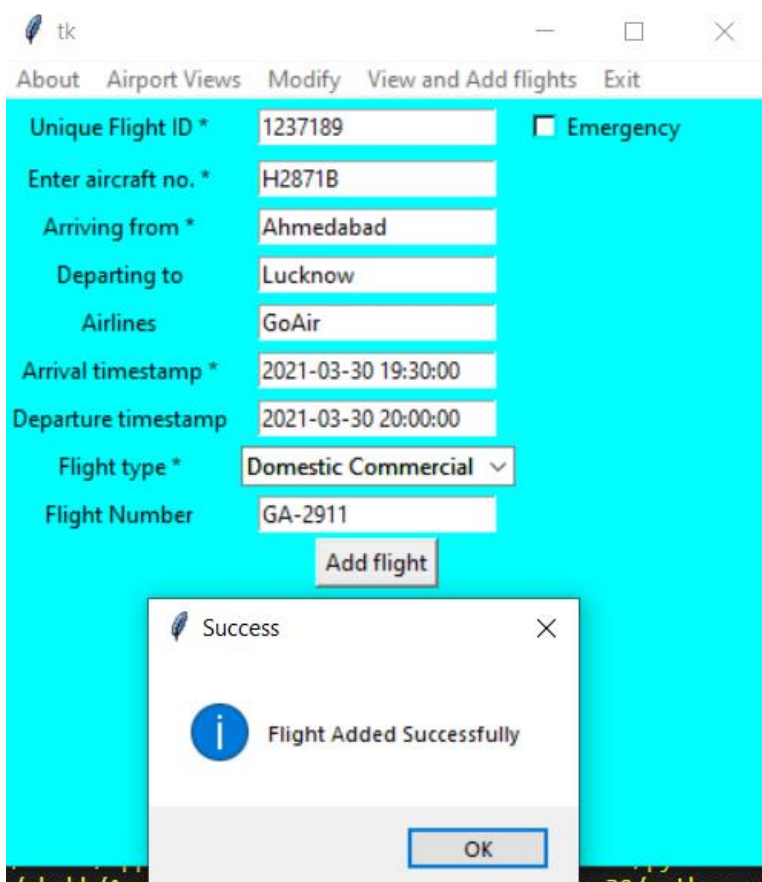 tk
About Airport Views Modify View and Add flights Exit
Unique Flight ID * 1237189 Emergency
Enter aircraft no. * H2871B
Arriving from * Ahmedabad
Departing to Lucknow
Airlines GoAir
Arrival timestamp * 2021-03-30 19:30:00
Departure timestamp 2021-03-30 20:00:00
Flight type * Domestic Commercial
Flight Number GA-2911
Add flight
Success
Flight Added Successfully
OK